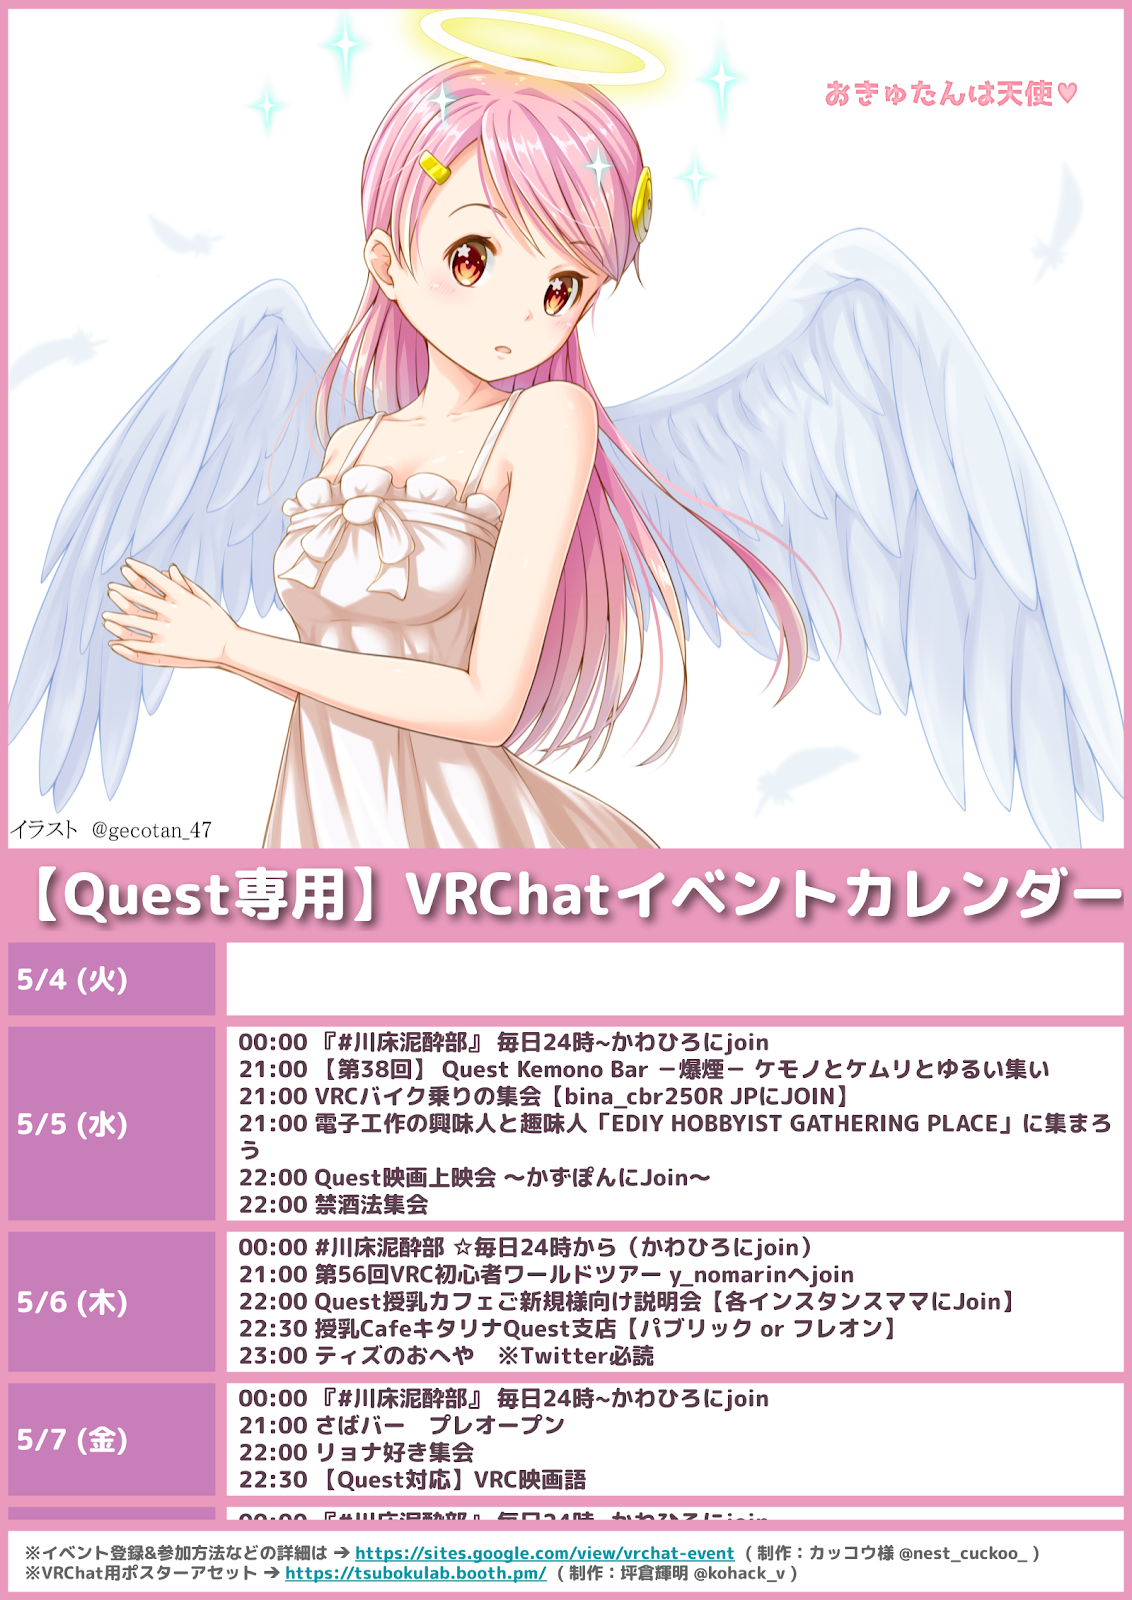 おきゅたんは天使♥
イラスト @gecotan_47
【Quest専用】VRChatイベントカレンダー
5/4 (火)
5/5 (水)
00:00 『#川床泥酔部』 毎日24時~かわひろにjoin
21:00 【第38回】 Quest Kemono Bar －爆煙－ ケモノとケムリとゆるい集い
21:00 VRCバイク乗りの集会【bina_cbr250R JPにJOIN】
21:00 電子工作の興味人と趣味人「EDIY HOBBYIST GATHERING PLACE」に集まろ
う
22:00 Quest映画上映会 〜かずぽんにJoin〜
22:00 禁酒法集会
5/6 (木)
00:00 #川床泥酔部 ☆毎日24時から（かわひろにjoin）
21:00 第56回VRC初心者ワールドツアー y_nomarinへjoin
22:00 Quest授乳カフェご新規様向け説明会【各インスタンスママにJoin】
22:30 授乳CafeキタリナQuest支店【パブリック or フレオン】
23:00 ティズのおへや　※Twitter必読
5/7 (金)
00:00 『#川床泥酔部』 毎日24時~かわひろにjoin
21:00 さばバー　プレオープン
22:00 リョナ好き集会
22:30 【Quest対応】VRC映画語
00:00 『#川床泥酔部』 毎日24時~かわひろにjoin
※イベント登録&参加方法などの詳細は ➔ https://sites.google.com/view/vrchat-event （ 制作：カッコウ様 @nest_cuckoo_ ）
※VRChat用ポスターアセット ➔ https://tsubokulab.booth.pm/ （ 制作：坪倉輝明 @kohack_v ）